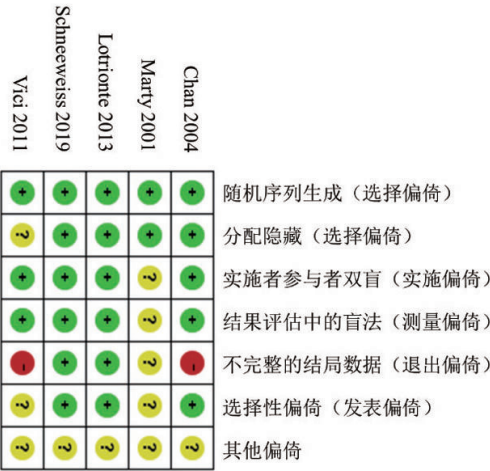 Vici 2011
Schneeweiss 2019
Lotrionte 2013
Marty 2001
Chan 2004
+ + + + + 随机序列生成（选择偏倚）
? + + + + 分配隐藏（选择偏倚）
+ + + ? + 实施者参与者双盲（实施偏倚）
+ + + ? + 结果评估中的盲法（测量偏倚）
- + + ? - 不完整的结局数据（退出偏倚）
? + + ? + 选择性偏倚（发表偏倚）
? ? ? ? ? 其他偏倚